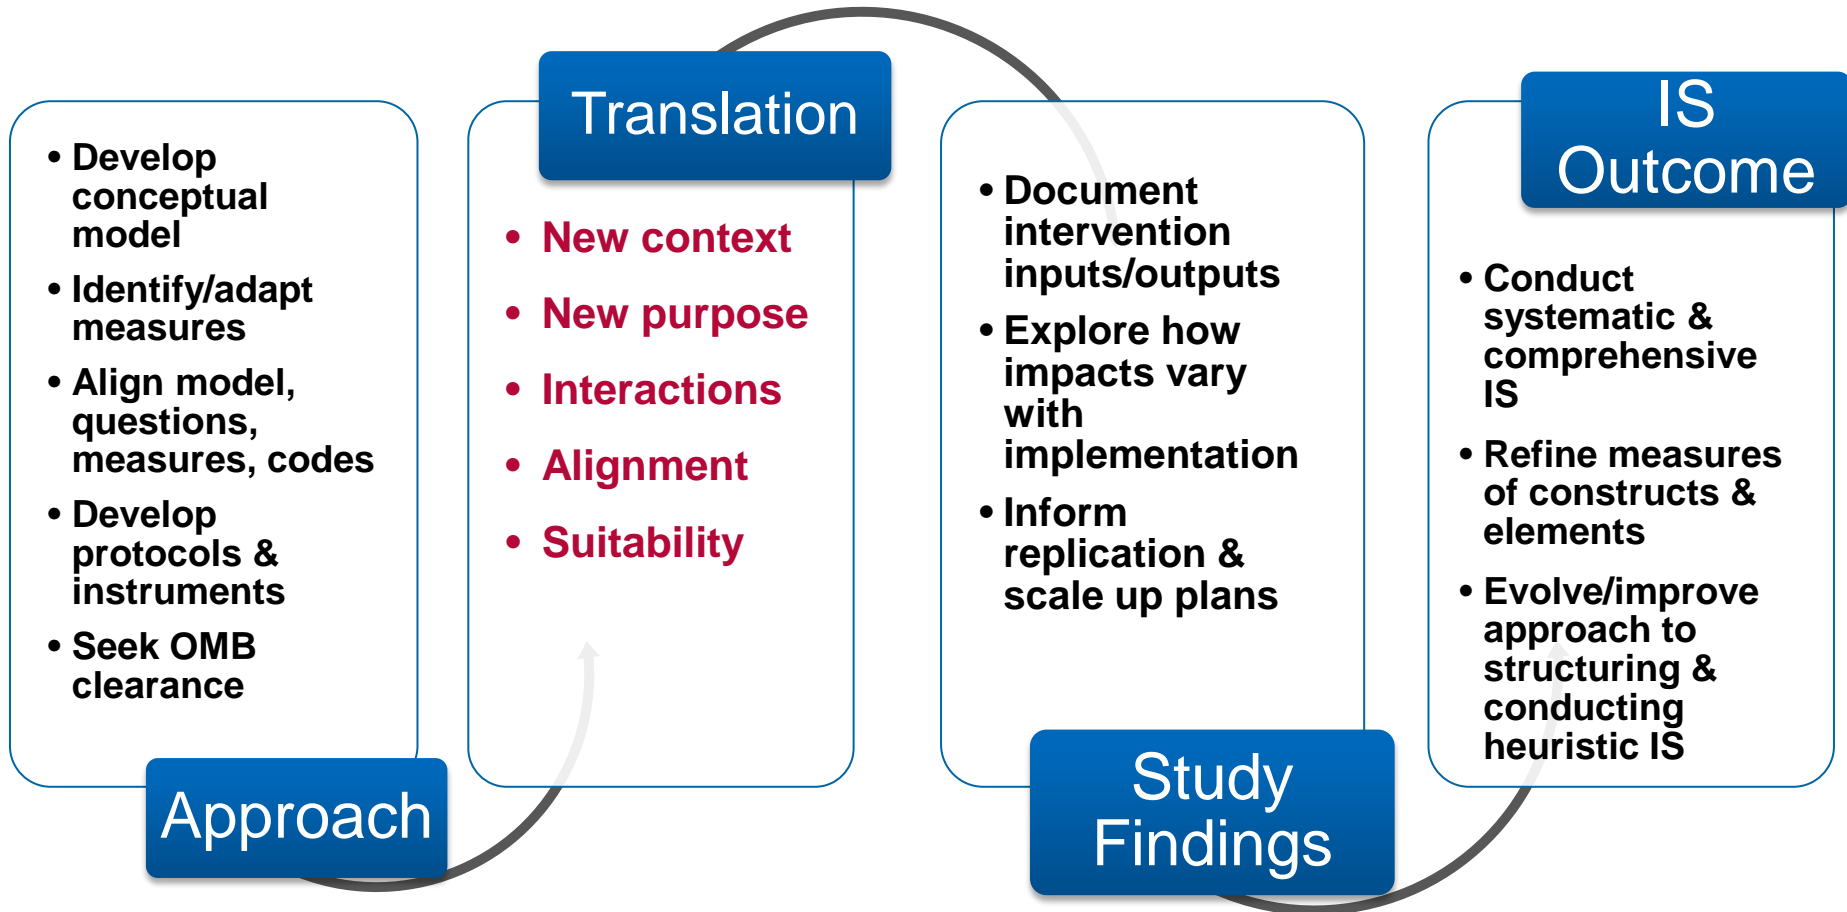 • Develop
conceptual
model
• Identify/adapt
measures
• Align model,
questions,
measures, codes
• Develop
protocols &
instruments
• Seek OMB
clearance
Approach
Translation
• New context
• New purpose
• Interactions
• Alignment
• Suitability
• Document
intervention
inputs/outputs
• Explore how
impacts vary
with
implementation
• Inform
replication &
scale up plans
Study
Findings
IS
Outcome
• Conduct
systematic &
comprehensive
IS
• Refine measures
of constructs &
elements
• Evolve/improve
approach to
structuring &
conducting
heuristic IS